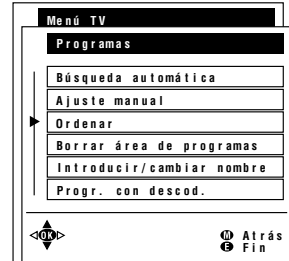 Menú TV
Programas
Búsqueda automática
Ajuste manual
Ordenar
Borrar área de programas
Introducir/cambiar nombre
Progr. con descod.
OK
M Atrás
E Fin